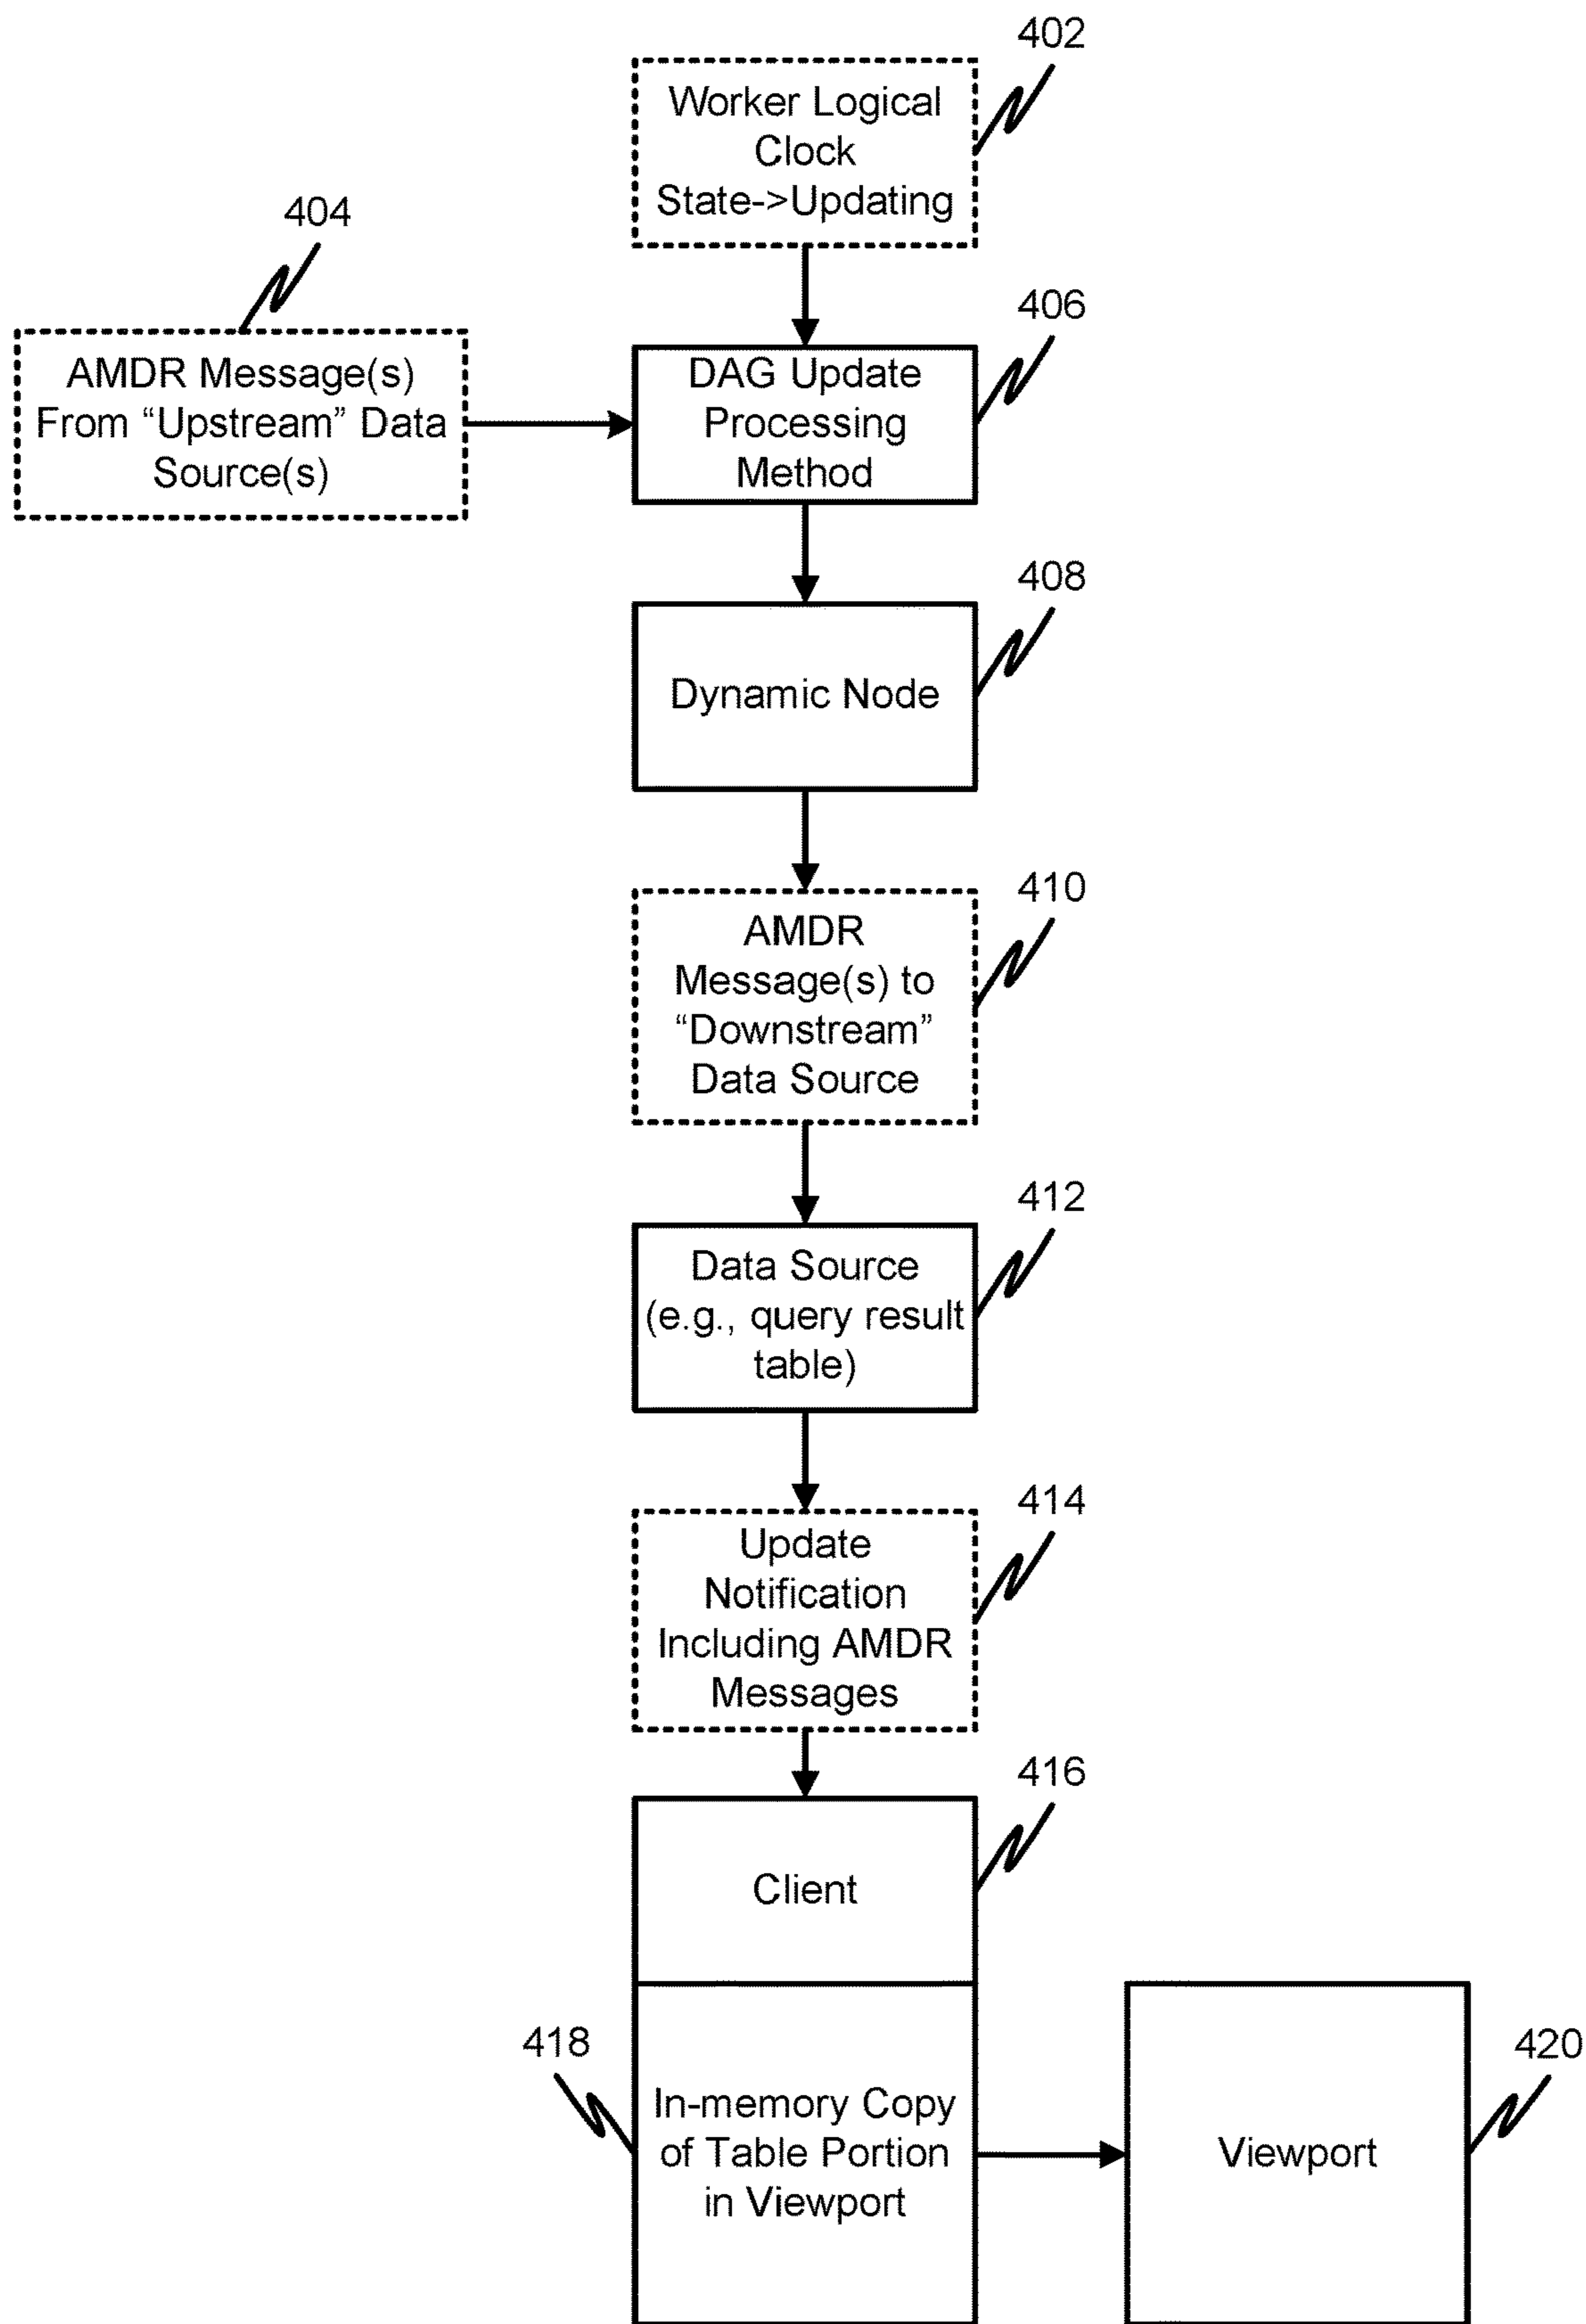 402
Worker Logical
Clock
State->Updating
404
AMDR Message(s)
From “Upstream” Data
Source(s)
406
DAG Update
Processing
Method
408
Dynamic Node
410
AMDR
Message(s) to
“Downstream”
Data Source
412
Data Source
(e.g., query result
table)
414
Update
Notification
Including AMDR
Messages
416
Client
418
In-memory Copy
of Table Portion
in Viewport
420
Viewport